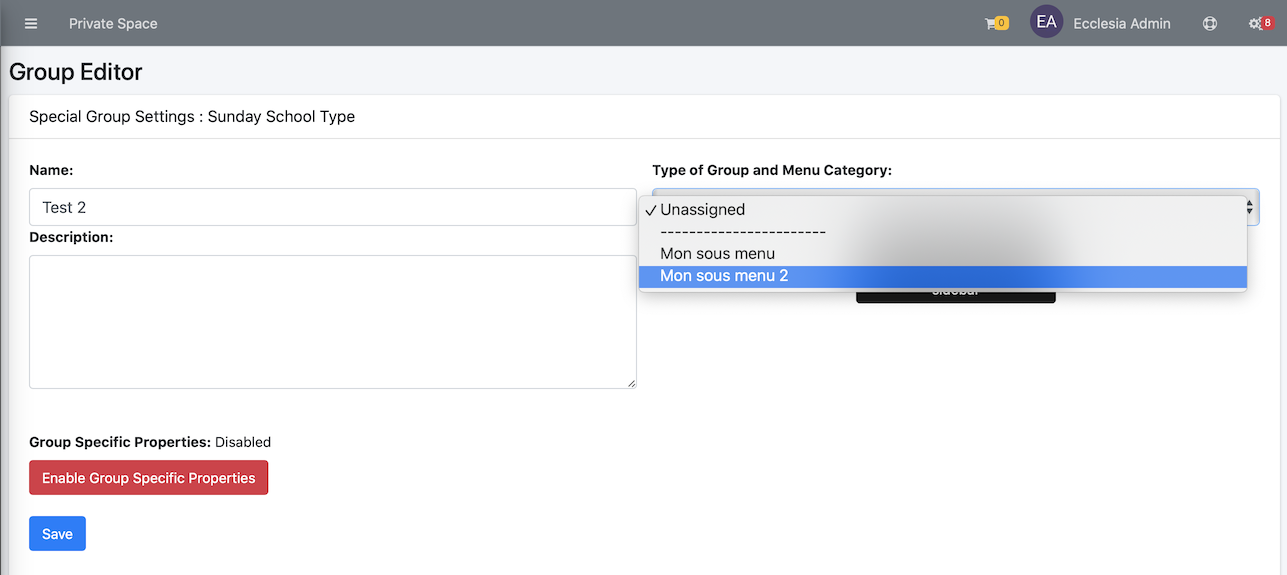 Private Space
0
EA
Ecclesia Admin
8
Group Editor
Special Group Settings : Sunday School Type
Name:
Type of Group and Menu Category:
Test 2
✓ Unassigned
-----------------------
Mon sous menu
Mon sous menu 2
Description:
sidebar
Group Specific Properties: Disabled
Enable Group Specific Properties
Save